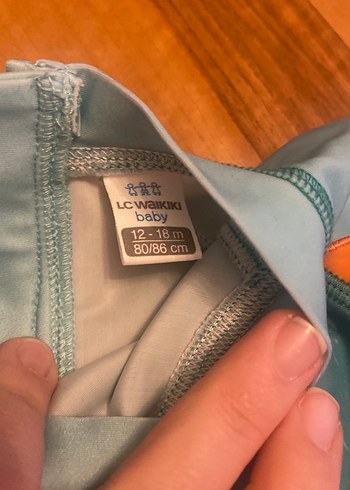 LC WAIKIKI
baby
12 - 18 m
80/86 cm